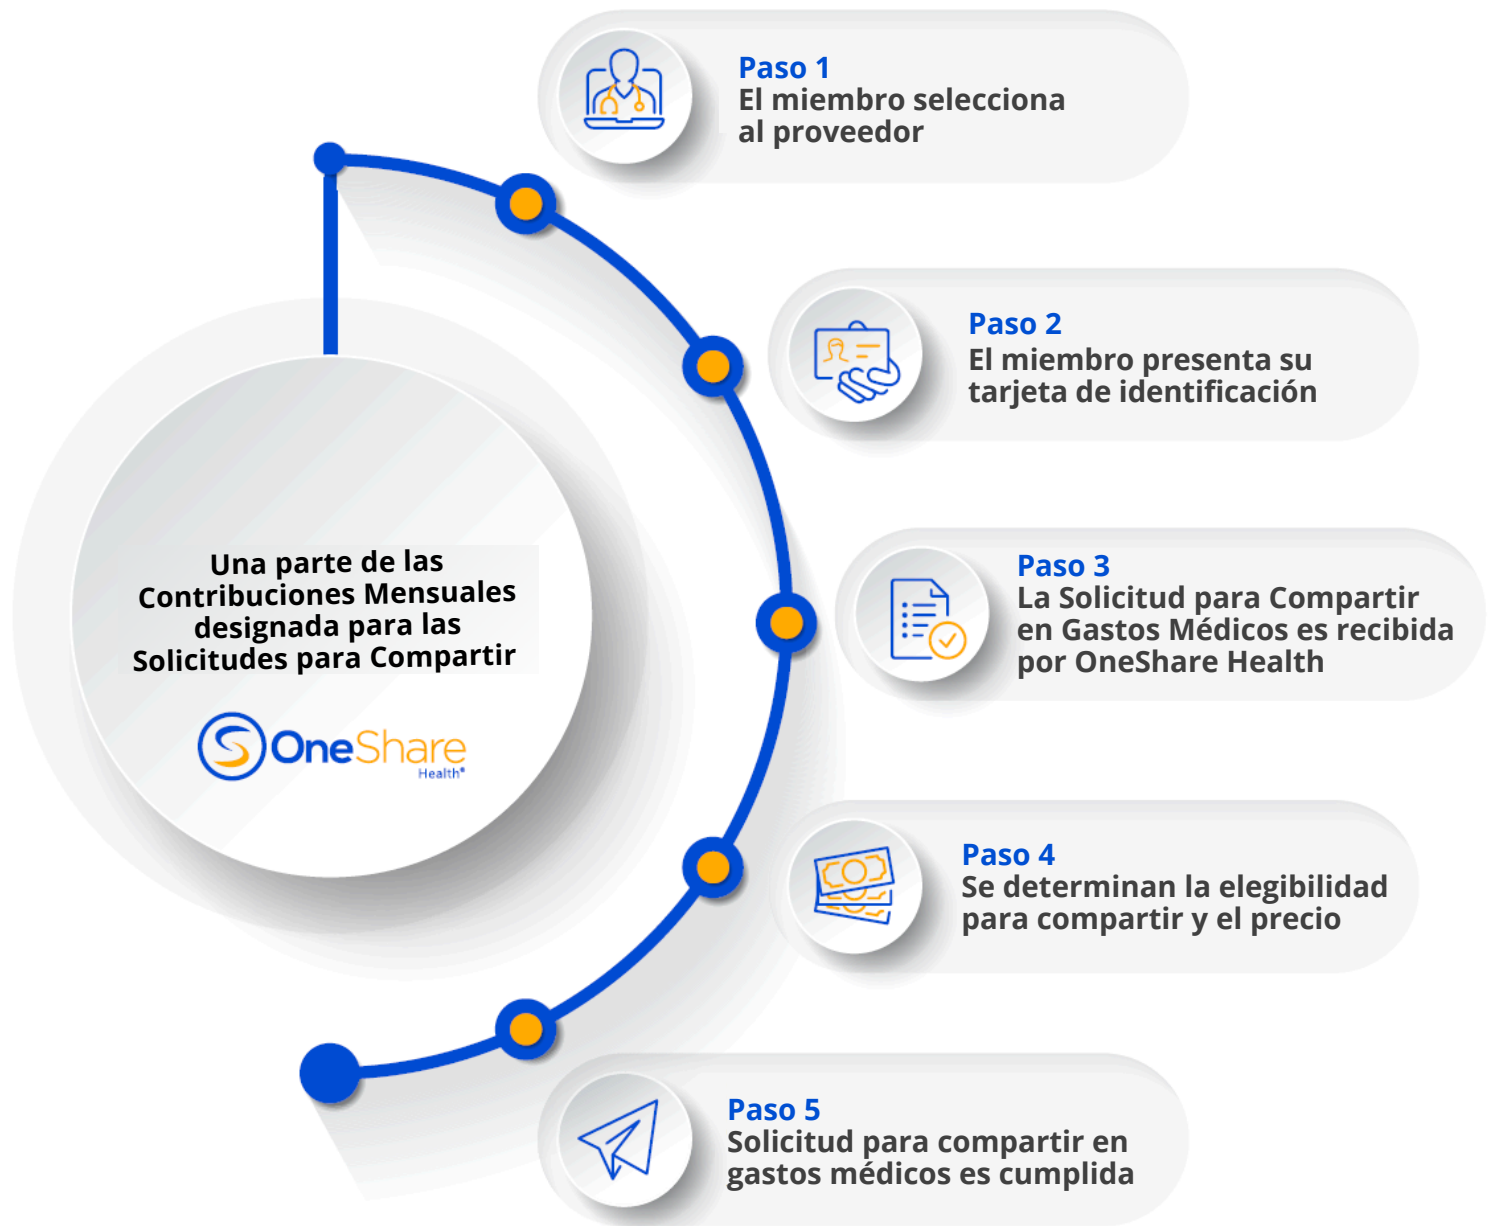 Paso 1
El miembro selecciona
al proveedor
Paso 2
El miembro presenta su
tarjeta de identificación
Una parte de las
Contribuciones Mensuales
designada para las
Solicitudes para Compartir
OneShare
Health®
Paso 3
La Solicitud para Compartir
en Gastos Médicos es recibida
por OneShare Health
Paso 4
Se determinan la elegibilidad
para compartir y el precio
Paso 5
Solicitud para compartir en
gastos médicos es cumplida